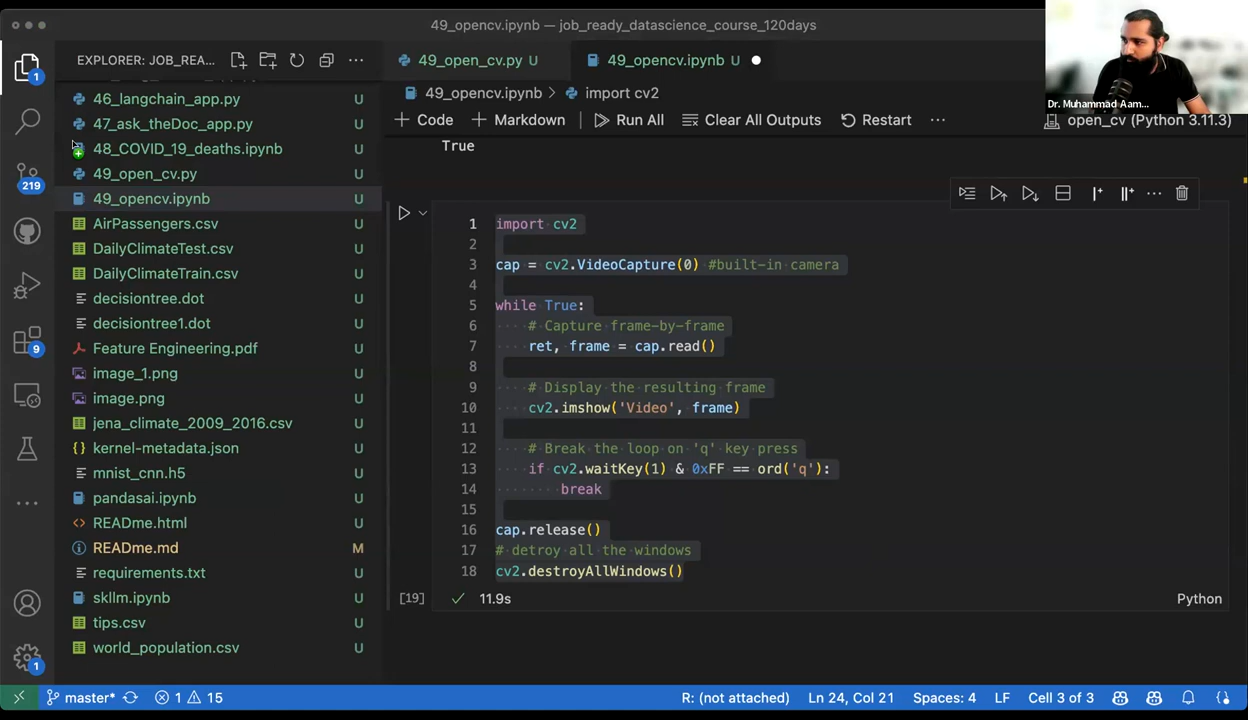 49_opencv.ipynb — job_ready_datascience_course_120days
EXPLORER: JOB_REA...
49_open_cv.py U
49_opencv.ipynb U
Dr. Muhammad Aam...
1
219
9
1
46_langchain_app.py U
47_ask_theDoc_app.py U
48_COVID_19_deaths.ipynb U
49_open_cv.py U
49_opencv.ipynb U
AirPassengers.csv U
DailyClimateTest.csv U
DailyClimateTrain.csv U
decisiontree.dot U
decisiontree1.dot U
Feature Engineering.pdf U
image_1.png U
image.png U
jena_climate_2009_2016.csv U
kernel-metadata.json U
mnist_cnn.h5 U
pandasai.ipynb U
READme.html U
READme.md M
requirements.txt U
skllm.ipynb U
tips.csv U
world_population.csv U
49_opencv.ipynb > import cv2
Code Markdown Run All Clear All Outputs Restart ... open_cv (Python 3.11.3)
True
1 import cv2
2
3 cap = cv2.VideoCapture(0) #built-in camera
4
5 while True:
6 # Capture frame-by-frame
7 ret, frame = cap.read()
8
9 # Display the resulting frame
10 cv2.imshow('Video', frame)
11
12 # Break the loop on 'q' key press
13 if cv2.waitKey(1) & 0xFF == ord('q'):
14 break
15
16 cap.release()
17 # detroy all the windows
18 cv2.destroyAllWindows()
[19] 11.9s Python
master* 1 15 R: (not attached) Ln 24, Col 21 Spaces: 4 LF Cell 3 of 3